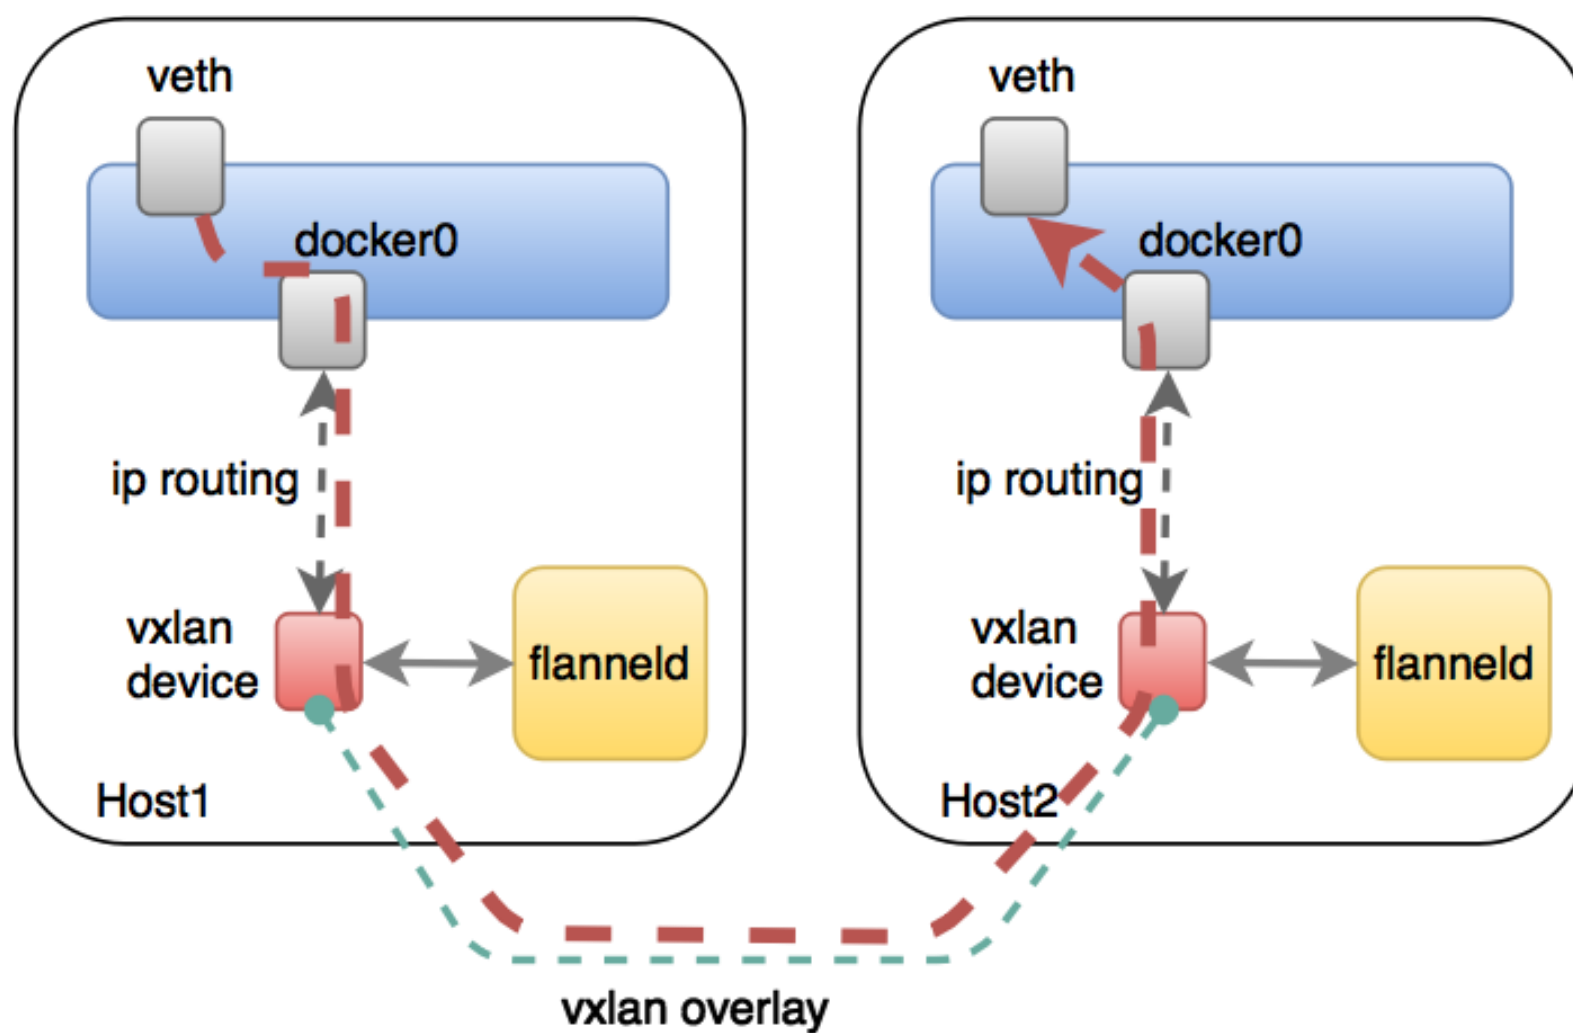 veth
docker0
ip routing
vxlan
device
flanneld
Host1
veth
docker0
ip routing
vxlan
device
flanneld
Host2
vxlan overlay